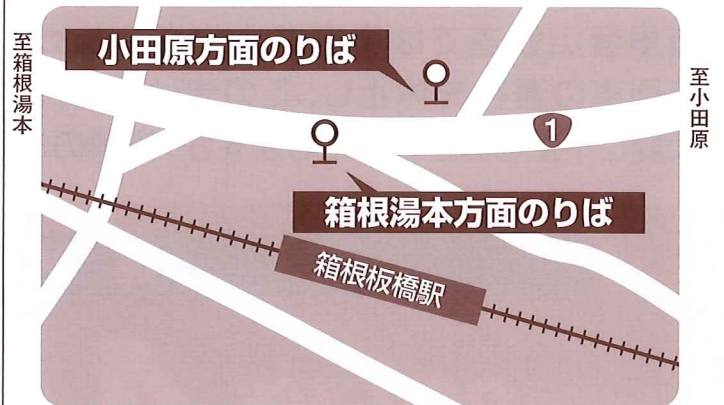 至箱根湯本
小田原方面のりば
至小田原
1
箱根湯本方面のりば
箱根板橋駅